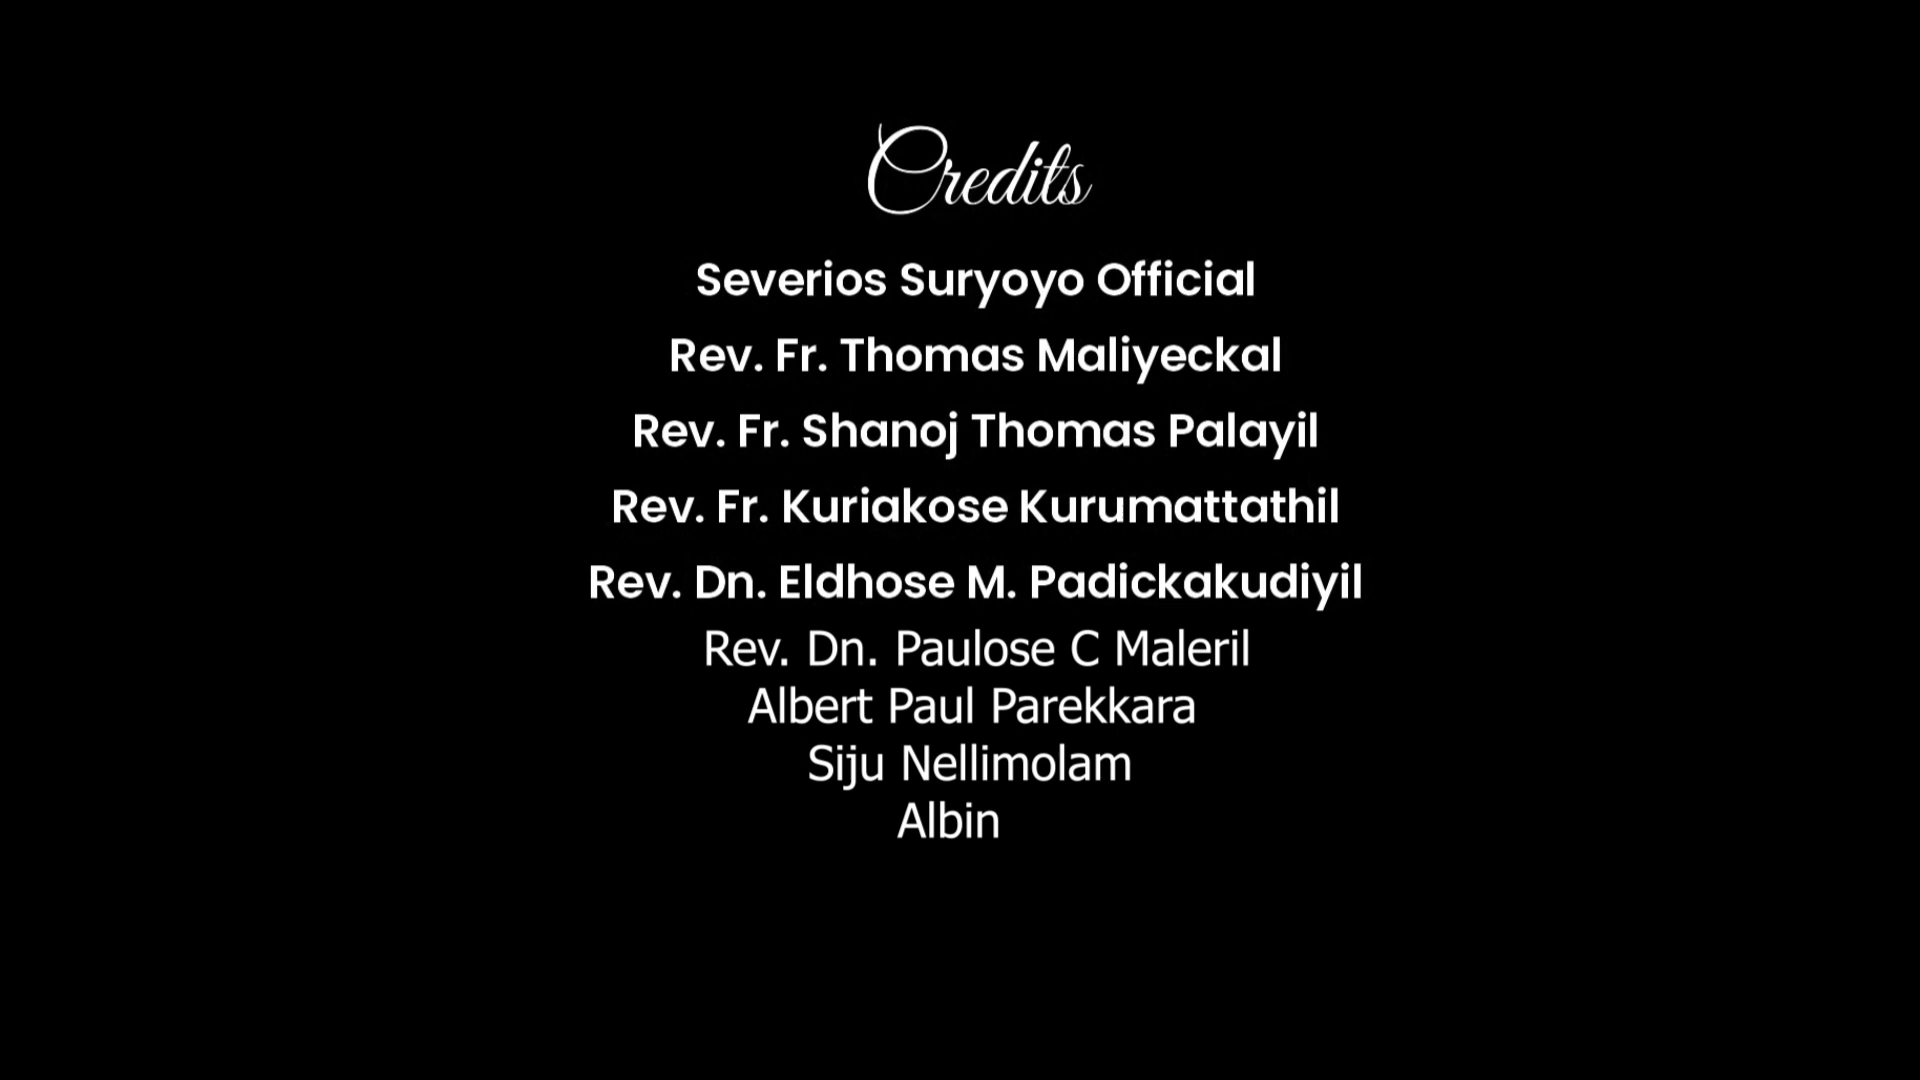 Credits
Severios Suryoyo Official
Rev. Fr. Thomas Maliyeckal
Rev. Fr. Shanoj Thomas Palayil
Rev. Fr. Kuriakose Kurumattathil
Rev. Dn. Eldhose M. Padickakudiyil
Rev. Dn. Paulose C Maleril
Albert Paul Parekkara
Siju Nellimolam
Albin